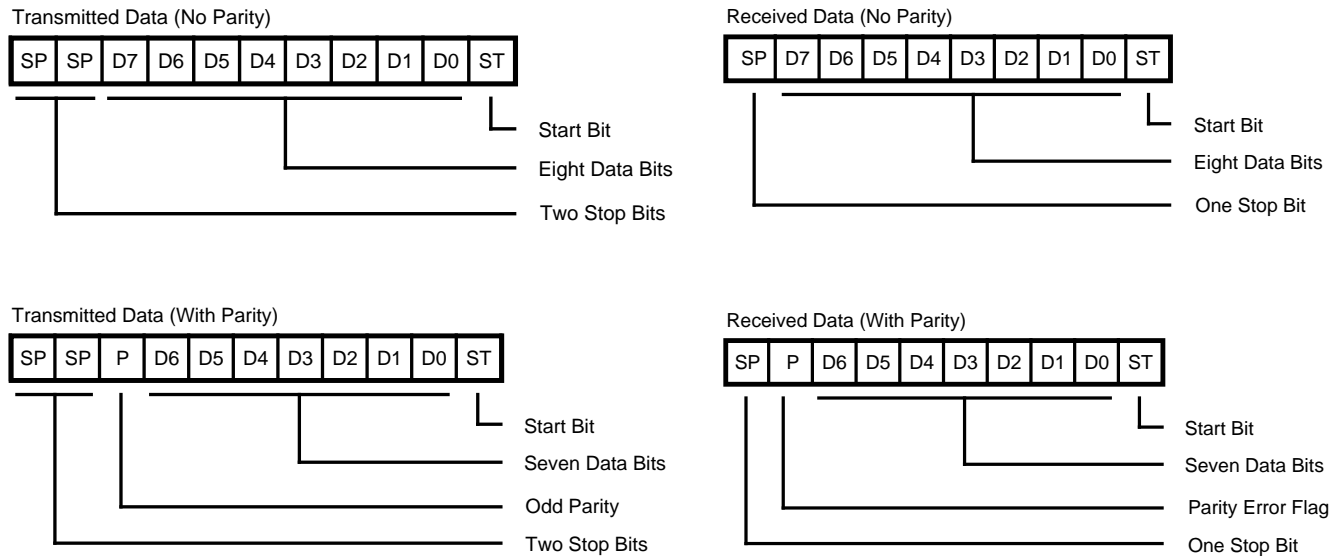 Transmitted Data (No Parity)
SP SP D7 D6 D5 D4 D3 D2 D1 D0 ST
Start Bit
Eight Data Bits
Two Stop Bits
Received Data (No Parity)
SP D7 D6 D5 D4 D3 D2 D1 D0 ST
Start Bit
Eight Data Bits
One Stop Bit
Transmitted Data (With Parity)
SP SP P D6 D5 D4 D3 D2 D1 D0 ST
Start Bit
Seven Data Bits
Odd Parity
Two Stop Bits
Received Data (With Parity)
SP P D6 D5 D4 D3 D2 D1 D0 ST
Start Bit
Seven Data Bits
Parity Error Flag
One Stop Bit